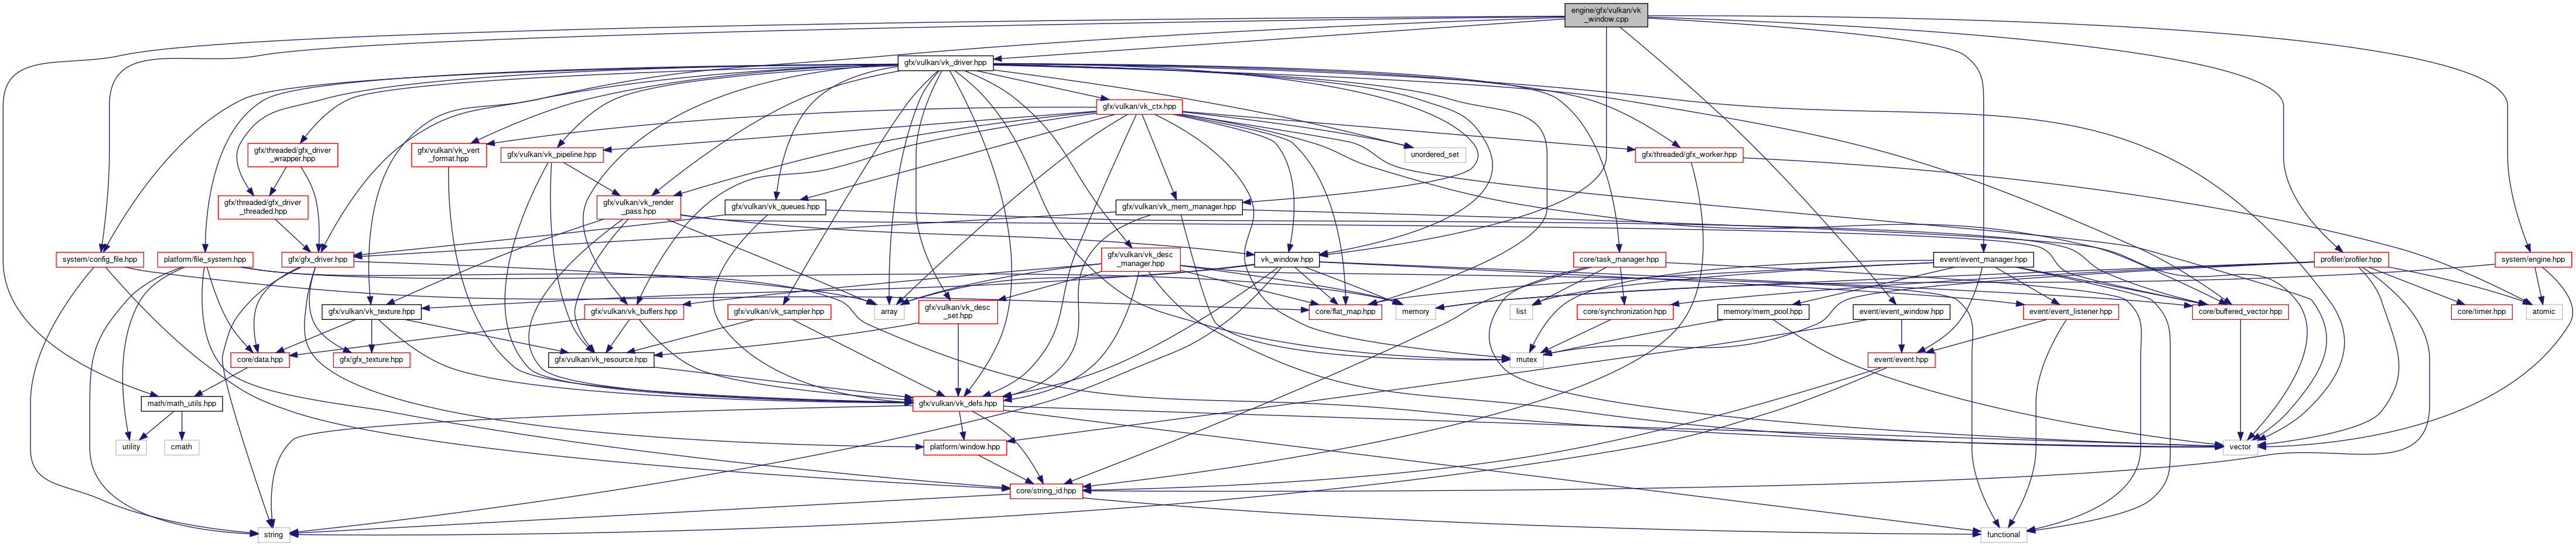 engine/gfx/vulkan/vk
_window.cpp
gfx/vulkan/vk_driver.hpp
gfx/vulkan/vk_ctx.hpp
gfx/threaded/gfx_driver
_wrapper.hpp
gfx/vulkan/vk_vert
_format.hpp
gfx/vulkan/vk_pipeline.hpp
unordered_set
gfx/threaded/gfx_worker.hpp
gfx/threaded/gfx_driver
_threaded.hpp
gfx/vulkan/vk_render
_pass.hpp
gfx/vulkan/vk_queues.hpp
gfx/vulkan/vk_mem_manager.hpp
system/config_file.hpp
platform/file_system.hpp
gfx/gfx_driver.hpp
gfx/vulkan/vk_desc
_manager.hpp
vk_window.hpp
core/task_manager.hpp
event/event_manager.hpp
profiler/profiler.hpp
system/engine.hpp
gfx/vulkan/vk_texture.hpp
gfx/vulkan/vk_buffers.hpp
gfx/vulkan/vk_sampler.hpp
array
gfx/vulkan/vk_desc
_set.hpp
core/flat_map.hpp
memory
list
core/synchronization.hpp
memory/mem_pool.hpp
event/event_window.hpp
event/event_listener.hpp
core/buffered_vector.hpp
core/timer.hpp
atomic
core/data.hpp
gfx/gfx_texture.hpp
gfx/vulkan/vk_resource.hpp
mutex
event/event.hpp
math/math_utils.hpp
gfx/vulkan/vk_defs.hpp
utility
cmath
platform/window.hpp
vector
core/string_id.hpp
string
functional